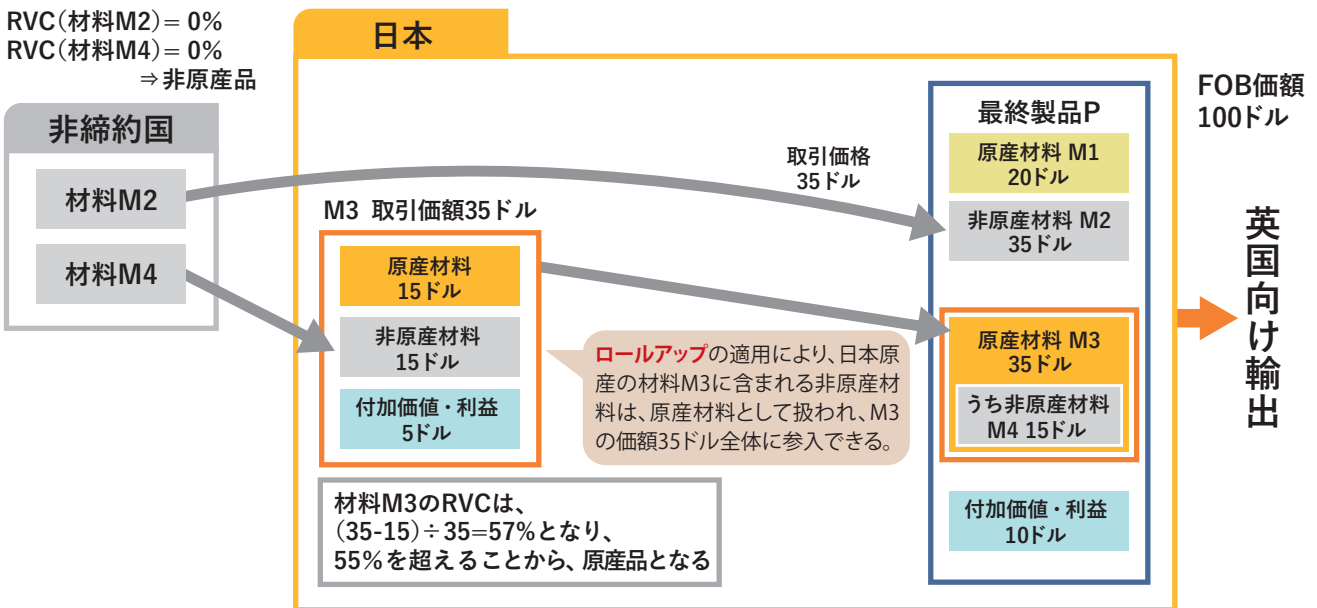 RVC（材料M2）＝ 0%
RVC（材料M4）＝ 0%
⇒非原産品
非締約国
材料M2
材料M4
日本
M3 取引価額35ドル
原産材料
15ドル
非原産材料
15ドル
付加価値・利益
5ドル
材料M3のRVCは、
(35-15)÷35=57%となり、
55%を超えることから、原産品となる
取引価格
35ドル
ロールアップの適用により、日本原
産の材料M3に含まれる非原産材
料は、原産材料として扱われ、M3
の価額35ドル全体に参入できる。
最終製品P
原産材料 M1
20ドル
非原産材料 M2
35ドル
原産材料 M3
35ドル
うち非原産材料
M4 15ドル
付加価値・利益
10ドル
FOB価額
100ドル
英国向け輸出